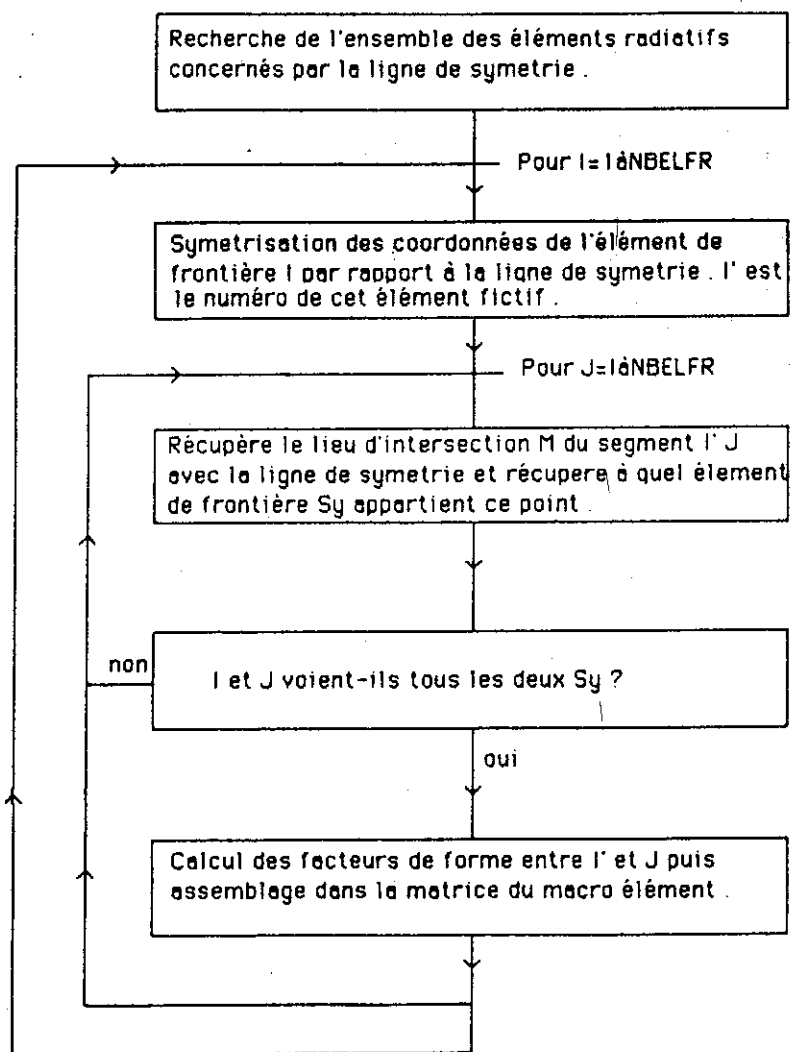 Recherche de l'ensemble des éléments radiatifs
concernés par la ligne de symetrie .
Pour I=1àNBELFR
Symetrisation des coordonnées de l'élément de
frontière I par rapport à la ligne de symetrie . I' est
le numéro de cet élément fictif .
Pour J=1àNBELFR
Récupère le lieu d'intersection M du segment I' J
avec la ligne de symetrie et récupere à quel élement
de frontière Sy appartient ce point .
non
I et J voient-ils tous les deux Sy ?
oui
Calcul des facteurs de forme entre I' et J puis
assemblage dans la matrice du macro élément .